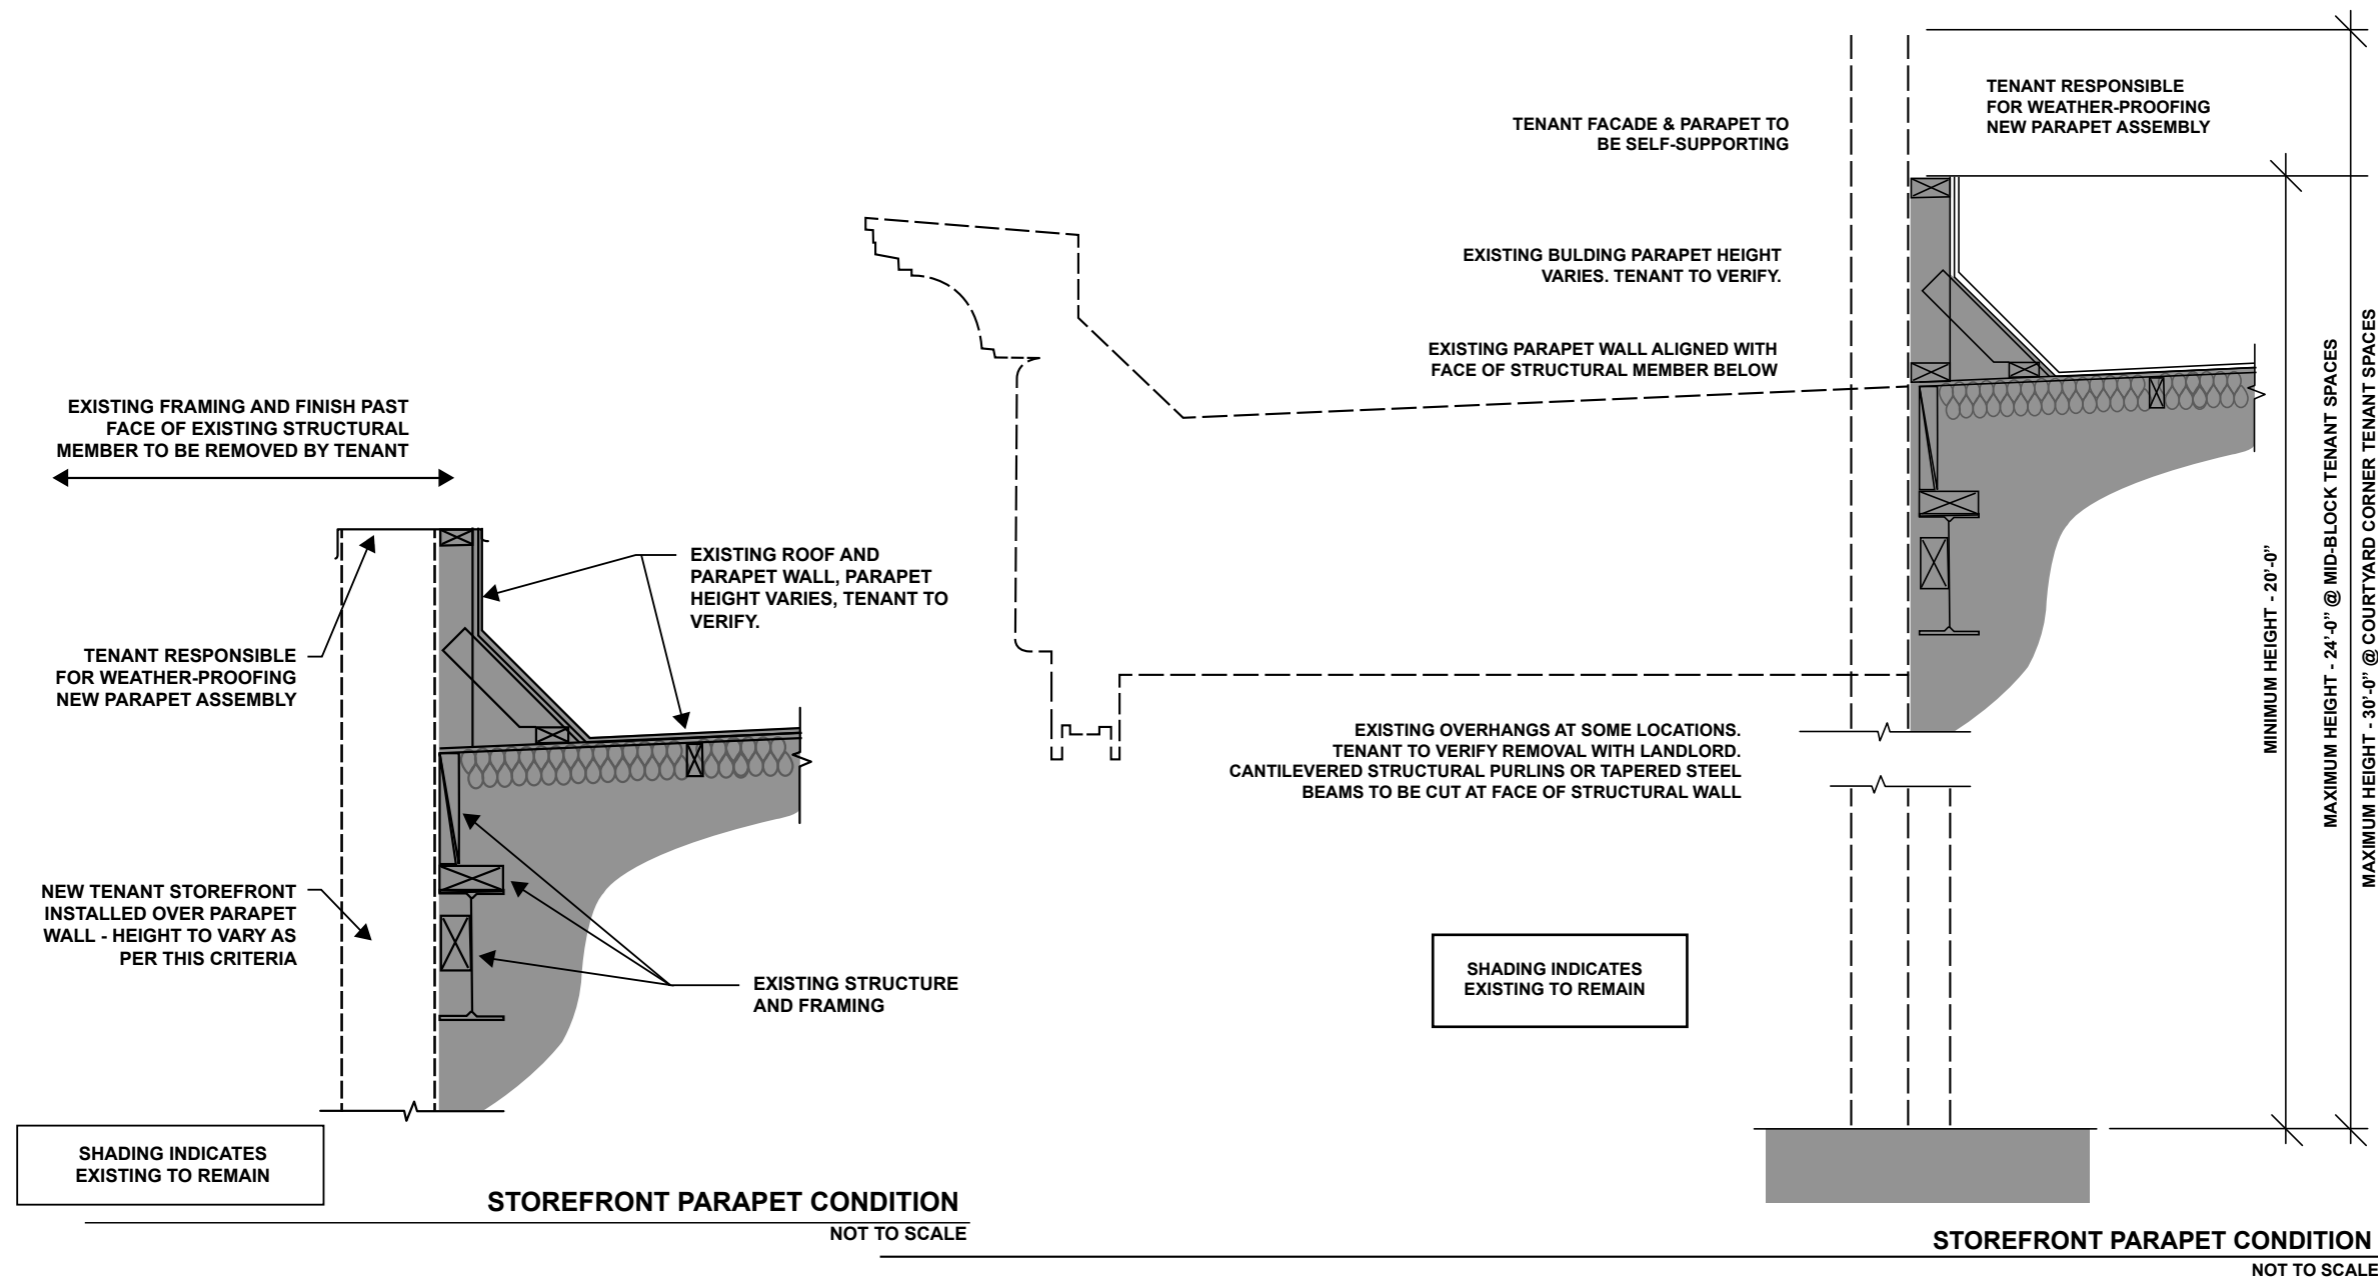 EXISTING FRAMING AND FINISH PAST
FACE OF EXISTING STRUCTURAL
MEMBER TO BE REMOVED BY TENANT
EXISTING ROOF AND
PARAPET WALL, PARAPET
HEIGHT VARIES, TENANT TO
VERIFY.
TENANT RESPONSIBLE
FOR WEATHER-PROOFING
NEW PARAPET ASSEMBLY
NEW TENANT STOREFRONT
INSTALLED OVER PARAPET
WALL - HEIGHT TO VARY AS
PER THIS CRITERIA
EXISTING STRUCTURE
AND FRAMING
SHADING INDICATES
EXISTING TO REMAIN
STOREFRONT PARAPET CONDITION
NOT TO SCALE
TENANT FACADE & PARAPET TO
BE SELF-SUPPORTING
TENANT RESPONSIBLE
FOR WEATHER-PROOFING
NEW PARAPET ASSEMBLY
EXISTING BULDING PARAPET HEIGHT
VARIES. TENANT TO VERIFY.
EXISTING PARAPET WALL ALIGNED WITH
FACE OF STRUCTURAL MEMBER BELOW
EXISTING OVERHANGS AT SOME LOCATIONS.
TENANT TO VERIFY REMOVAL WITH LANDLORD.
CANTILEVERED STRUCTURAL PURLINS OR TAPERED STEEL
BEAMS TO BE CUT AT FACE OF STRUCTURAL WALL
SHADING INDICATES
EXISTING TO REMAIN
MINIMUM HEIGHT - 20’-0”
MAXIMUM HEIGHT - 24’-0” @ MID-BLOCK TENANT SPACES
MAXIMUM HEIGHT - 30’-0” @ COURTYARD CORNER TENANT SPACES
STOREFRONT PARAPET CONDITION
NOT TO SCALE